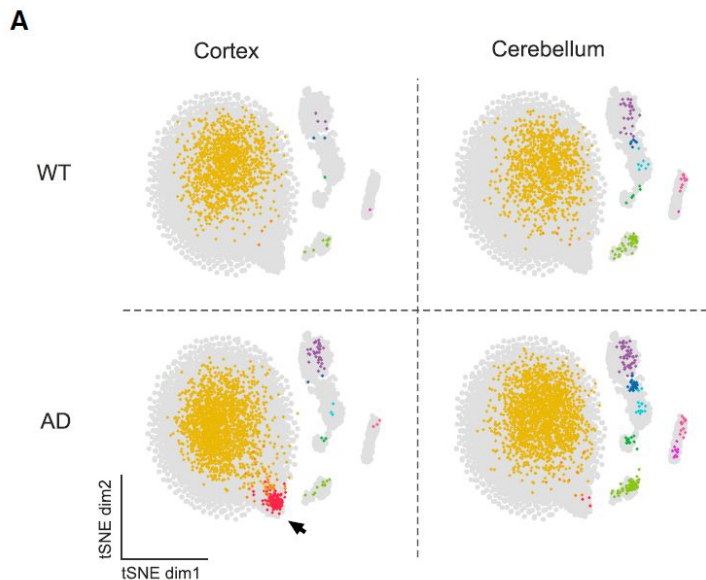 A
Cortex
Cerebellum
WT
AD
tSNE dim2
tSNE dim1